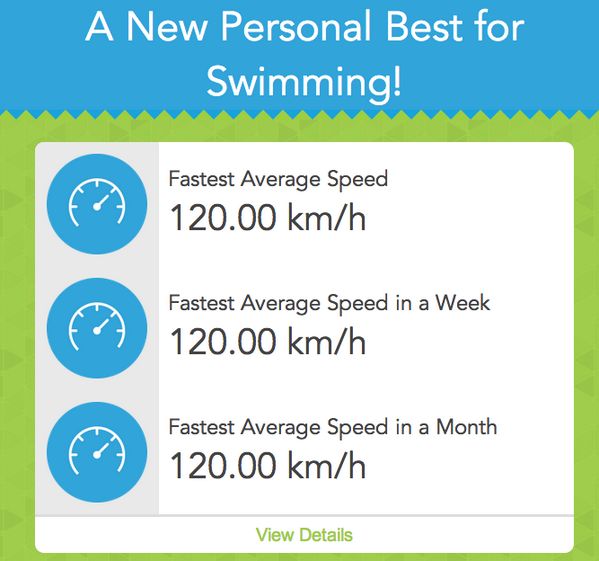 A New Personal Best for
Swimming!
Fastest Average Speed
120.00 km/h
Fastest Average Speed in a Week
120.00 km/h
Fastest Average Speed in a Month
120.00 km/h
View Details